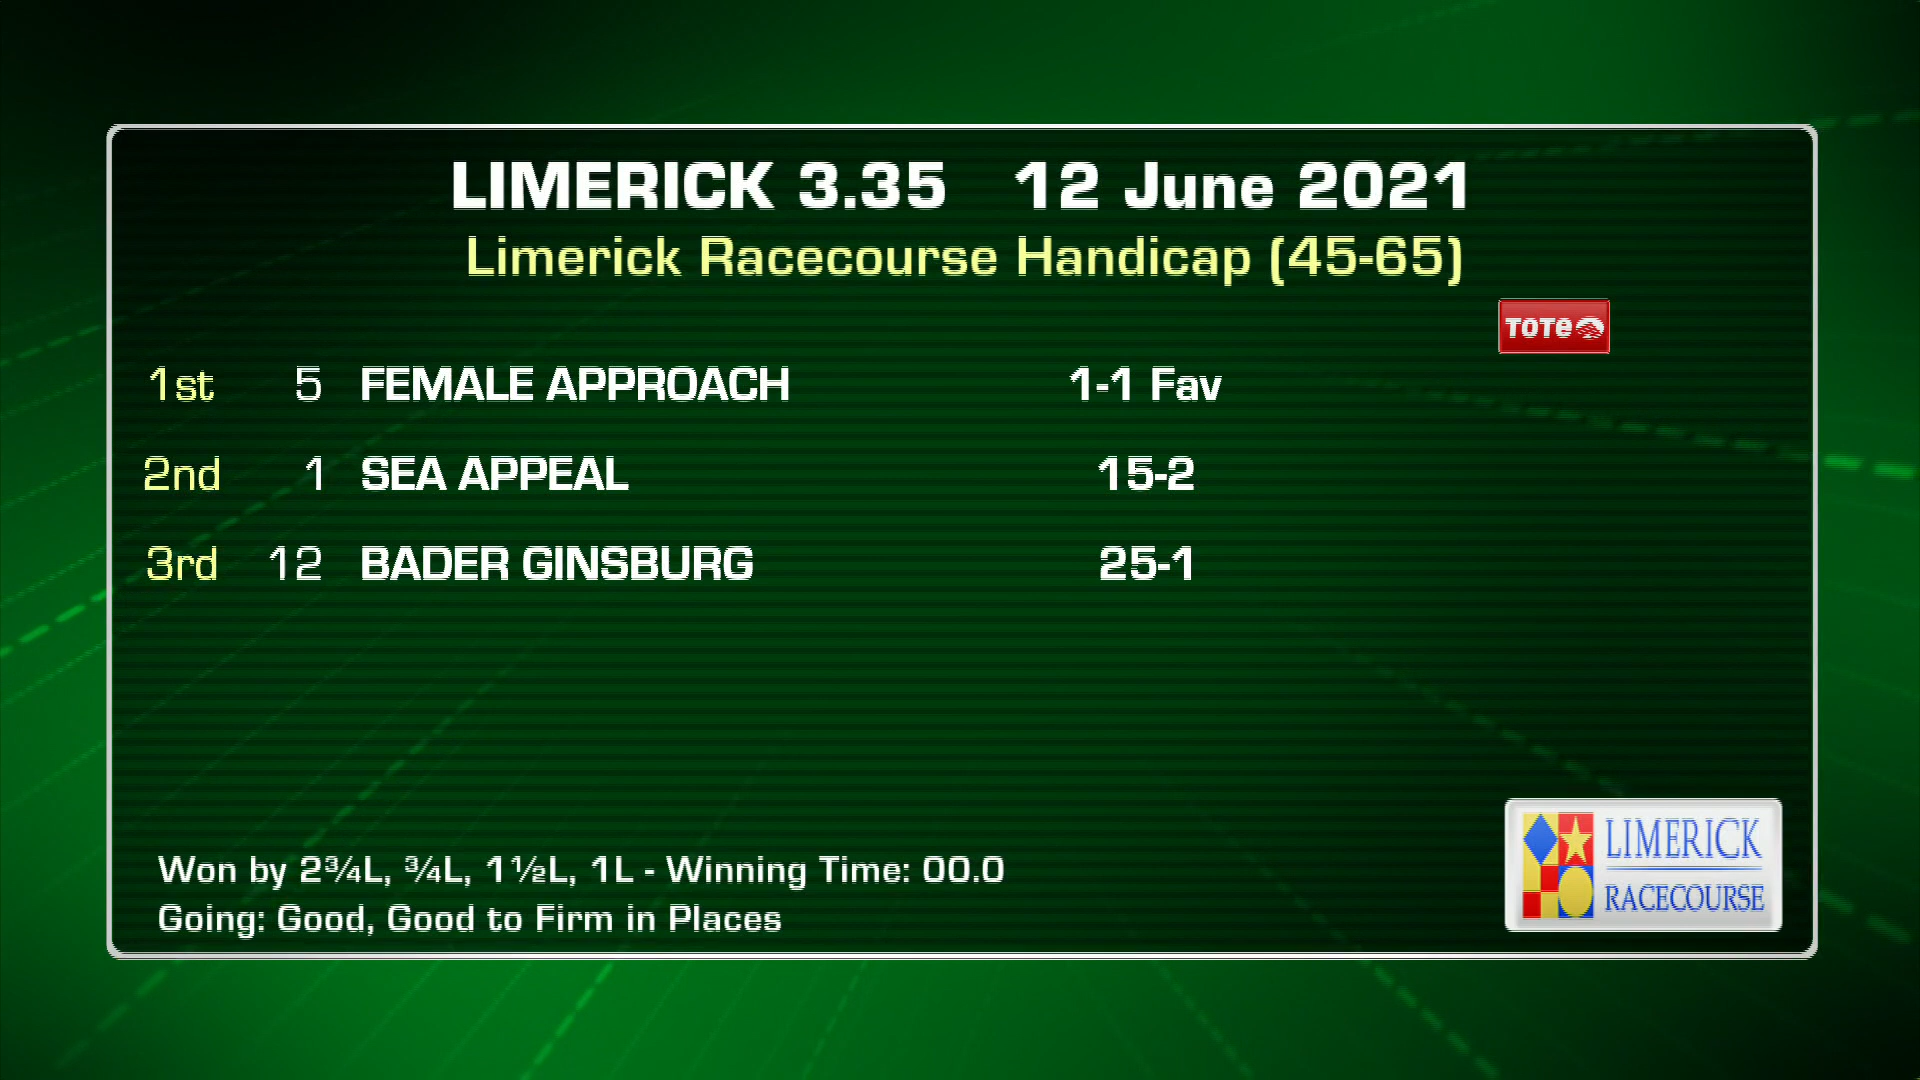 LIMERICK 3.35 12 June 2021
Limerick Racecourse Handicap (45-65)
TOTE
1st 5 FEMALE APPROACH 1-1 Fav
2nd 1 SEA APPEAL 15-2
3rd 12 BADER GINSBURG 25-1
Won by 2¾L, ¾L, 1½L, 1L - Winning Time: 00.0
Going: Good, Good to Firm in Places
LIMERICK
RACECOURSE